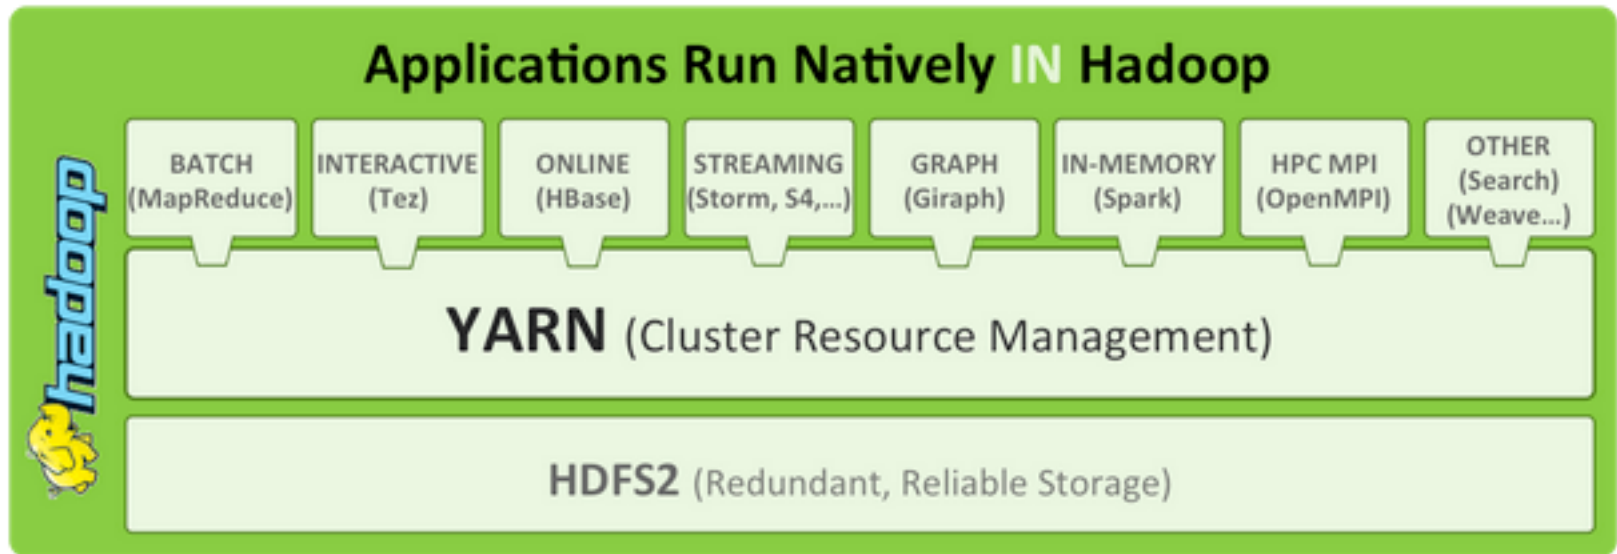 Applications Run Natively IN Hadoop
BATCH
(MapReduce)
INTERACTIVE
(Tez)
ONLINE
(HBase)
STREAMING
(Storm, S4,...)
GRAPH
(Giraph)
IN-MEMORY
(Spark)
HPC MPI
(OpenMPI)
OTHER
(Search)
(Weave...)
hadoop
YARN (Cluster Resource Management)
HDFS2 (Redundant, Reliable Storage)